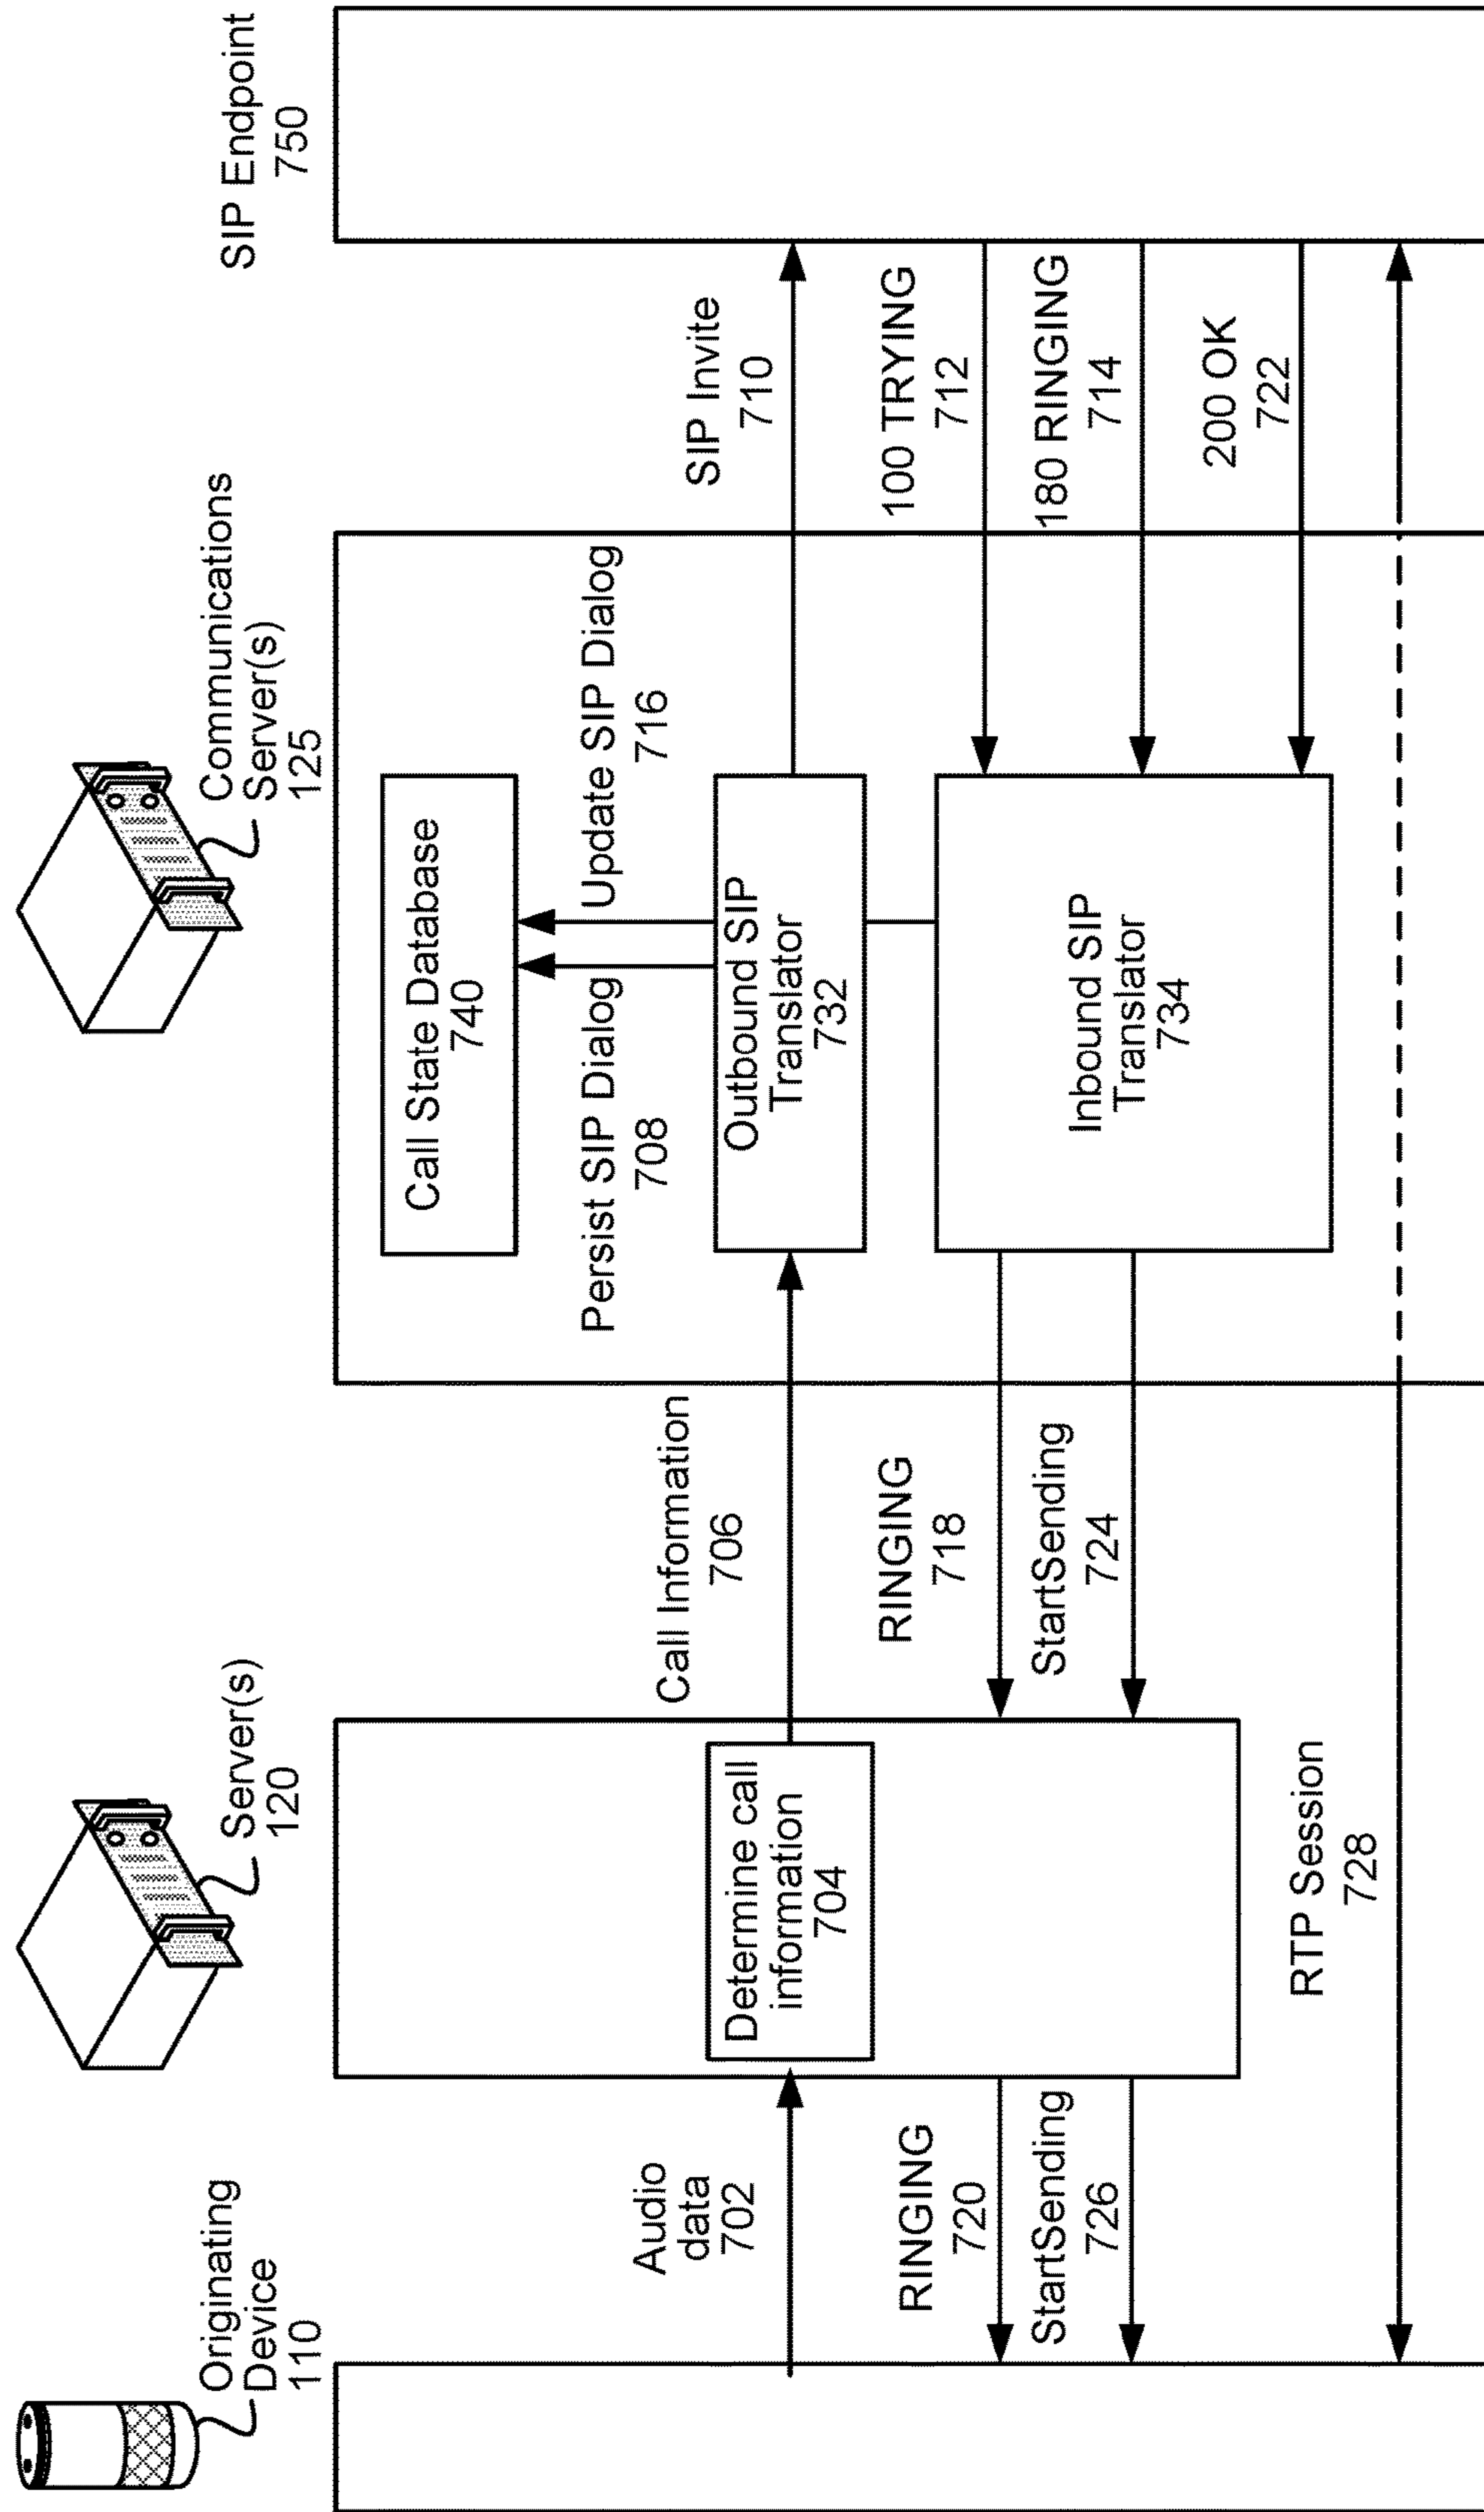 Originating
Device
110
Server(s)
120
Communications
Server(s)
125
SIP Endpoint
750
Call State Database
740
Persist SIP Dialog
708
Update SIP Dialog
716
Audio
data
702
Determine call
information
704
Call Information
706
Outbound SIP
Translator
732
SIP Invite
710
RINGING
720
StartSending
726
RINGING
718
StartSending
724
Inbound SIP
Translator
734
100 TRYING
712
180 RINGING
714
200 OK
722
RTP Session
728